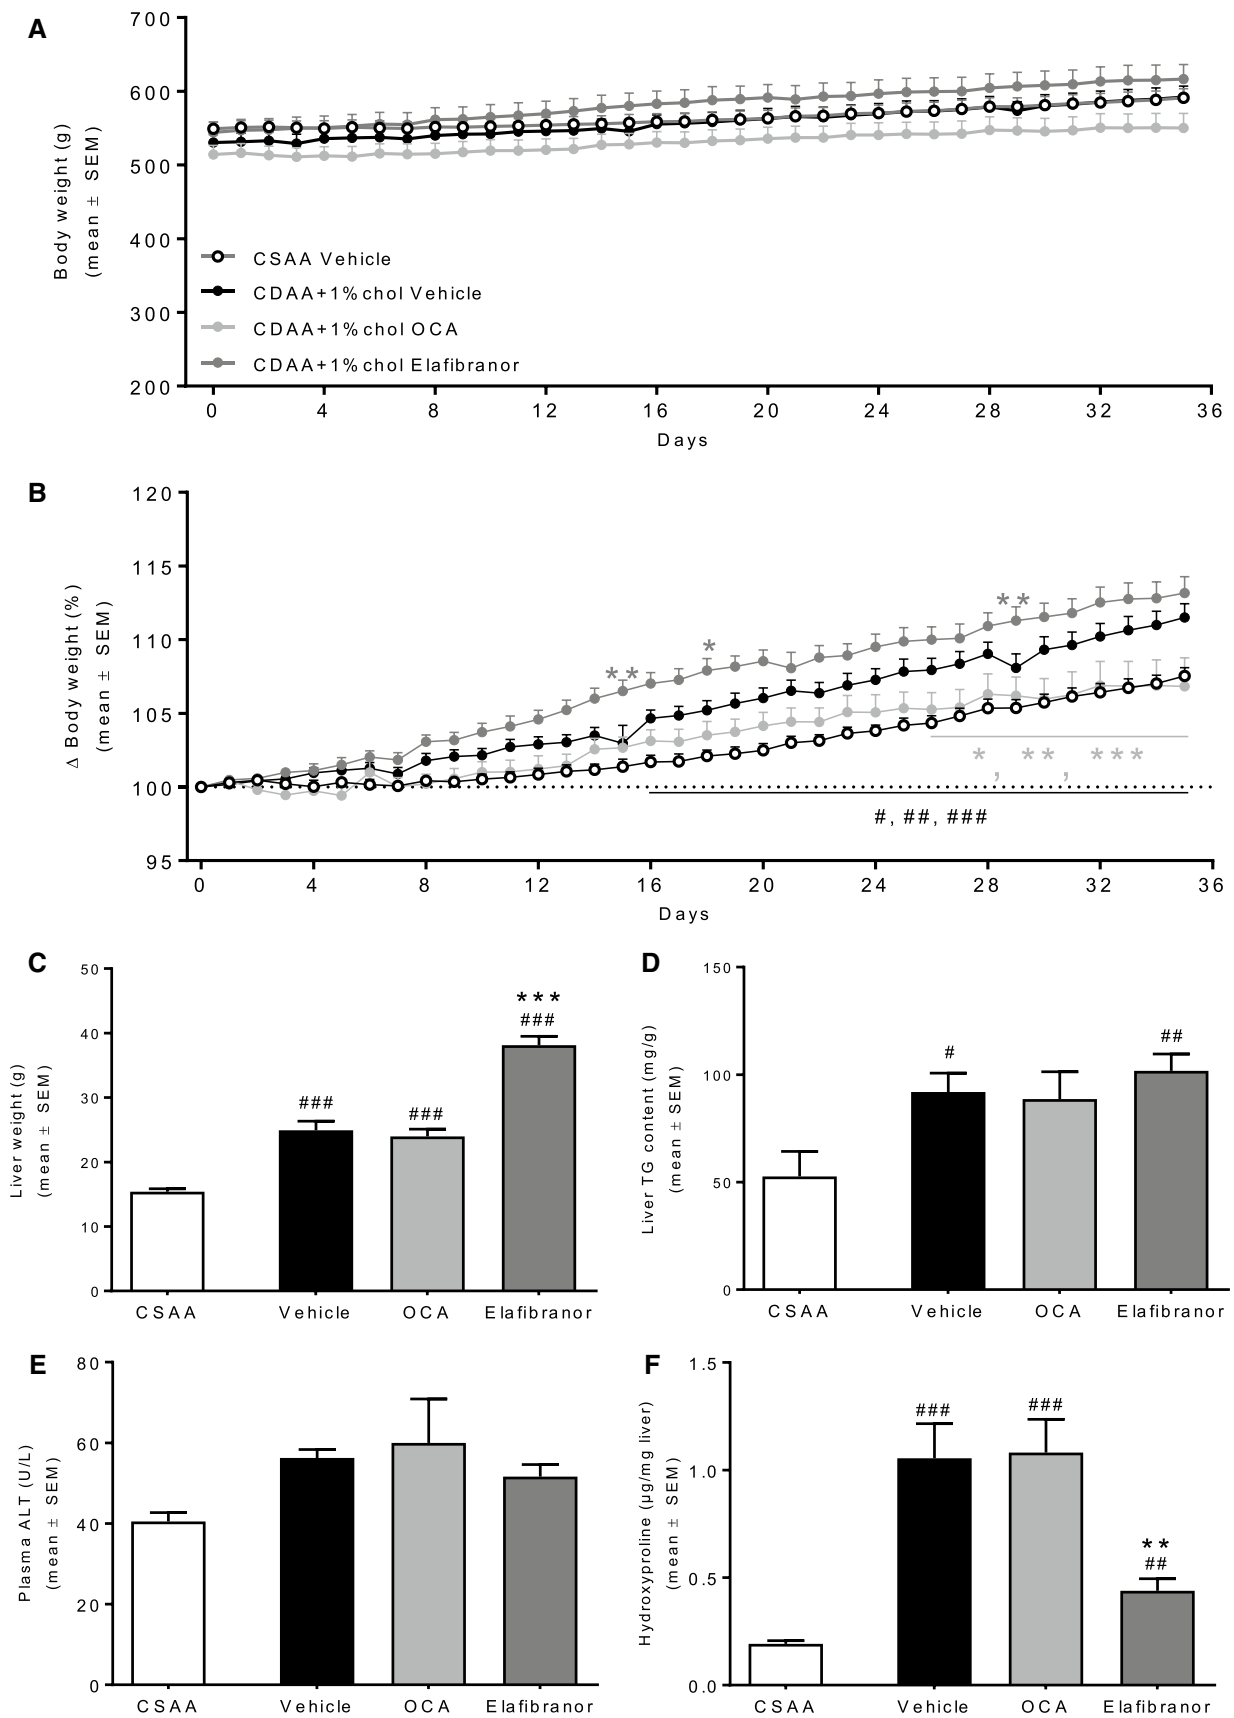 A
700
600
500
400
300
200
Body weight (g)
(mean ± SEM)
CSAA Vehicle
CDAA+1%chol Vehicle
CDAA+1%chol OCA
CDAA+1%chol Elafibranor
0 4 8 12 16 20 24 28 32 36
Days
B
120
115
110
105
100
95
Δ Body weight (%)
(mean ± SEM)
**
*
**
*, **, ***
#, ##, ###
0 4 8 12 16 20 24 28 32 36
Days
C
50
40
30
20
10
0
Liver weight (g)
(mean ± SEM)
###
###
***
###
CSAA Vehicle OCA Elafibranor
D
150
100
50
0
Liver TG content (mg/g)
(mean ± SEM)
#
##
CSAA Vehicle OCA Elafibranor
E
80
60
40
20
0
Plasma ALT (U/L)
(mean ± SEM)
CSAA Vehicle OCA Elafibranor
F
1.5
1.0
0.5
0.0
Hydroxyproline (µg/mg liver)
(mean ± SEM)
###
###
**
##
CSAA Vehicle OCA Elafibranor